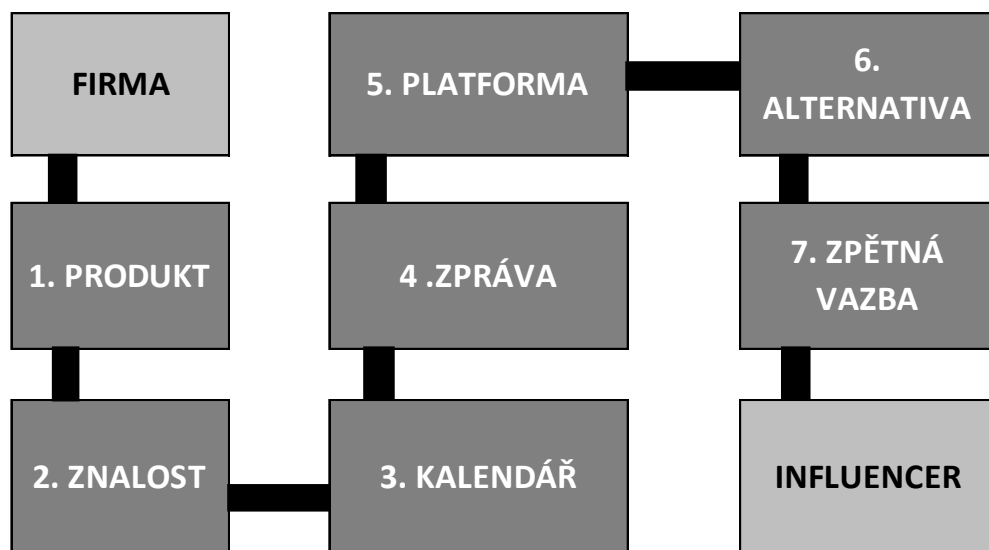 FIRMA
1. PRODUKT
2. ZNALOST
3. KALENDÁŘ
4 .ZPRÁVA
5. PLATFORMA
6.
ALTERNATIVA
7. ZPĚTNÁ
VAZBA
INFLUENCER